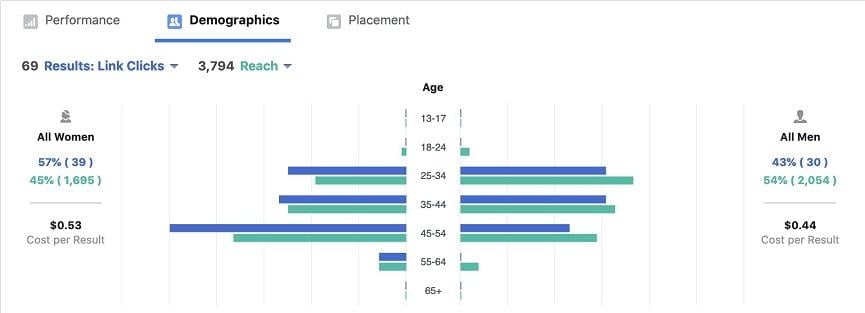 Performance Demographics Placement
69 Results: Link Clicks 3,794 Reach
Age
All Women
57% ( 39 )
45% ( 1,695 )
$0.53
Cost per Result
13-17
18-24
25-34
35-44
45-54
55-64
65+
All Men
43% ( 30 )
54% ( 2,054 )
$0.44
Cost per Result